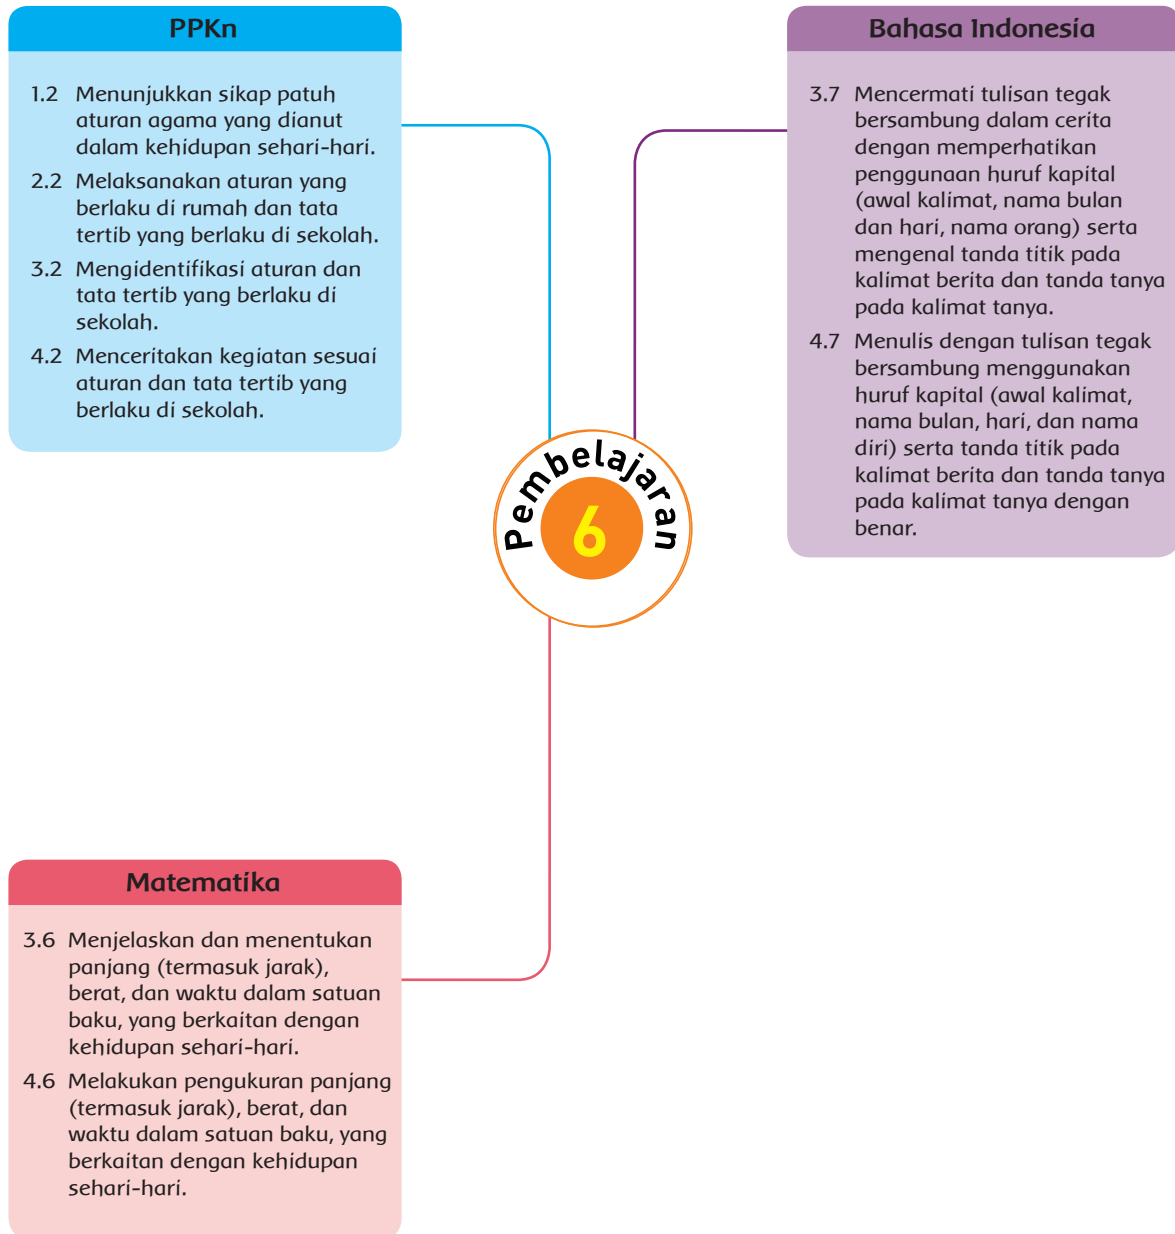 PPKn
1.2 Menunjukkan sikap patuh
aturan agama yang dianut
dalam kehidupan sehari-hari.
2.2 Melaksanakan aturan yang
berlaku di rumah dan tata
tertib yang berlaku di sekolah.
3.2 Mengidentifikasi aturan dan
tata tertib yang berlaku di
sekolah.
4.2 Menceritakan kegiatan sesuai
aturan dan tata tertib yang
berlaku di sekolah.
Bahasa Indonesia
3.7 Mencermati tulisan tegak
bersambung dalam cerita
dengan memperhatikan
penggunaan huruf kapital
(awal kalimat, nama bulan
dan hari, nama orang) serta
mengenal tanda titik pada
kalimat berita dan tanda tanya
pada kalimat tanya.
4.7 Menulis dengan tulisan tegak
bersambung menggunakan
huruf kapital (awal kalimat,
nama bulan, hari, dan nama
diri) serta tanda titik pada
kalimat berita dan tanda tanya
pada kalimat tanya dengan
benar.
Pembelajaran
6
Matematika
3.6 Menjelaskan dan menentukan
panjang (termasuk jarak),
berat, dan waktu dalam satuan
baku, yang berkaitan dengan
kehidupan sehari-hari.
4.6 Melakukan pengukuran panjang
(termasuk jarak), berat, dan
waktu dalam satuan baku, yang
berkaitan dengan kehidupan
sehari-hari.